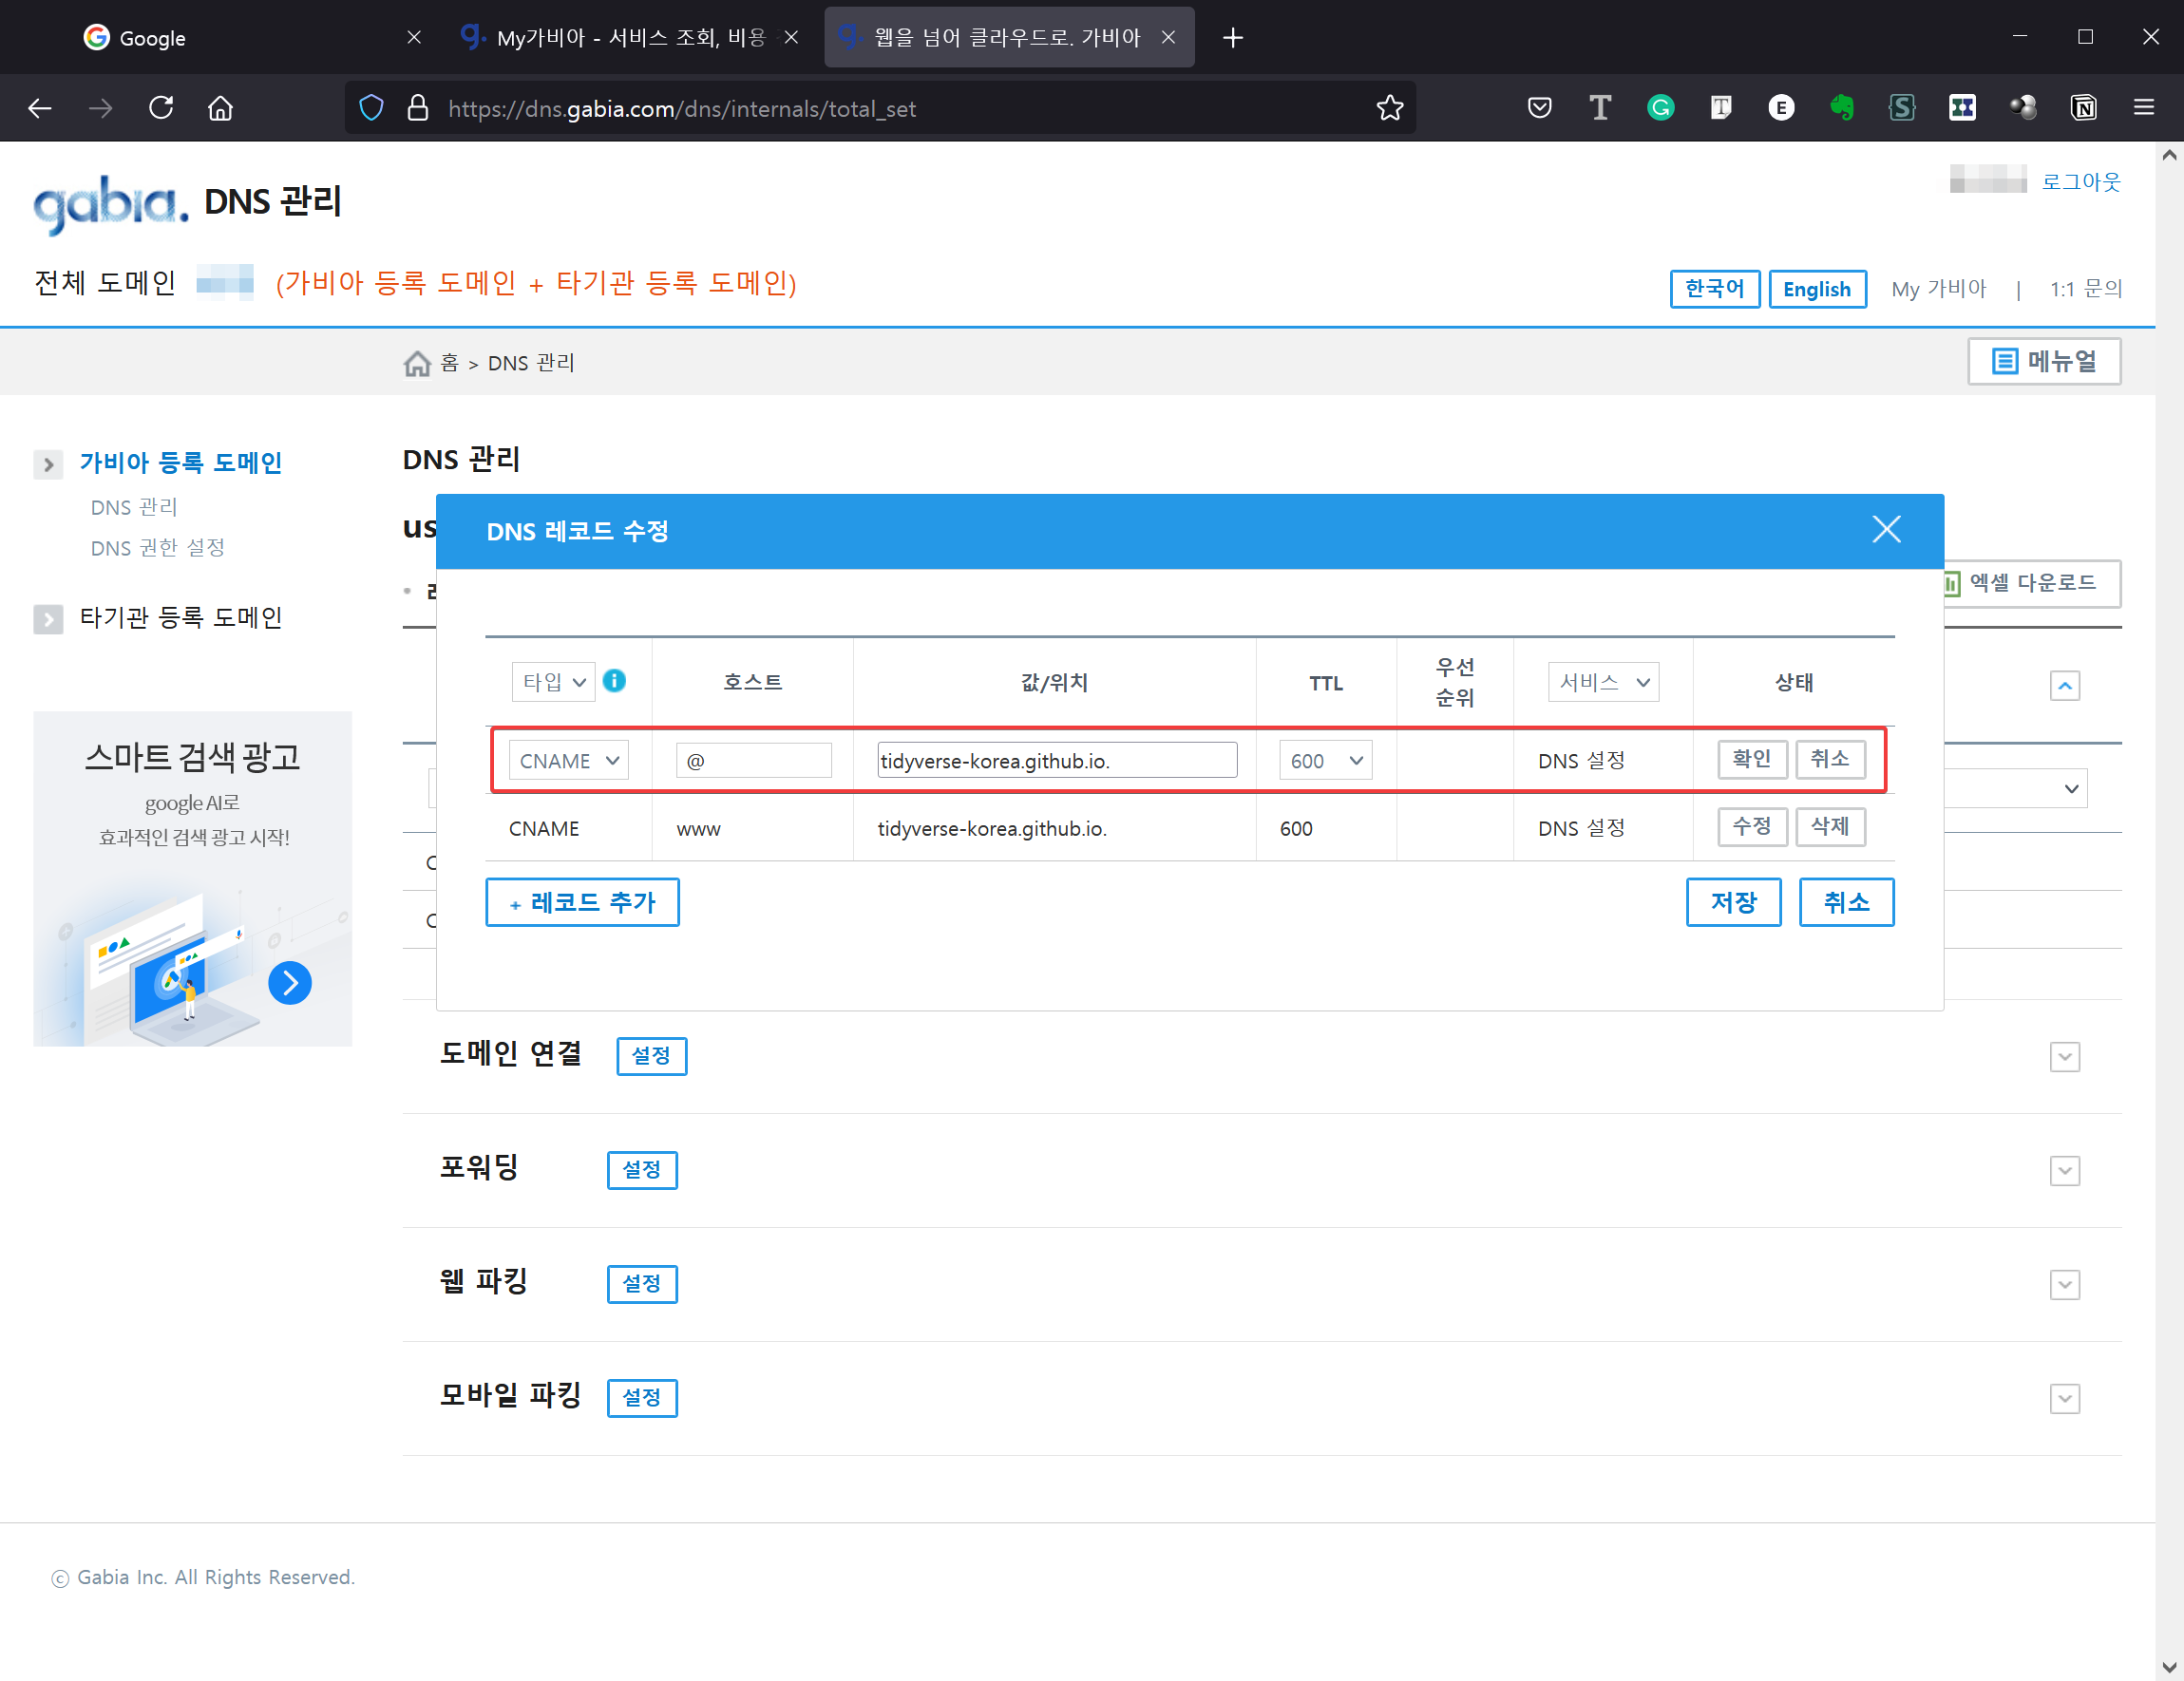 Google
My가비아 - 서비스 조회, 비용
웹을 넘어 클라우드로. 가비아
https://dns.gabia.com/dns/internals/total_set
gabia. DNS 관리
로그아웃
전체 도메인 (가비아 등록 도메인 + 타기관 등록 도메인)
한국어 English My 가비아 | 1:1 문의
홈 > DNS 관리
메뉴얼
가비아 등록 도메인
DNS 관리
DNS 권한 설정
타기관 등록 도메인
스마트 검색 광고
google AI로
효과적인 검색 광고 시작!
DNS 관리
us
엑셀 다운로드
DNS 레코드 수정
타입 호스트 값/위치 TTL 우선 순위 서비스 상태
CNAME @ tidyverse-korea.github.io. 600 DNS 설정 확인 취소
CNAME www tidyverse-korea.github.io. 600 DNS 설정 수정 삭제
+ 레코드 추가 저장 취소
도메인 연결 설정
포워딩 설정
웹 파킹 설정
모바일 파킹 설정
ⓒ Gabia Inc. All Rights Reserved.